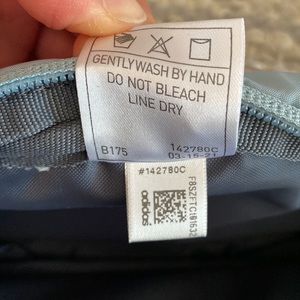 GENTLY WASH BY HAND
DO NOT BLEACH
LINE DRY
B175
142780C
03-15-21
#142780C
adidas